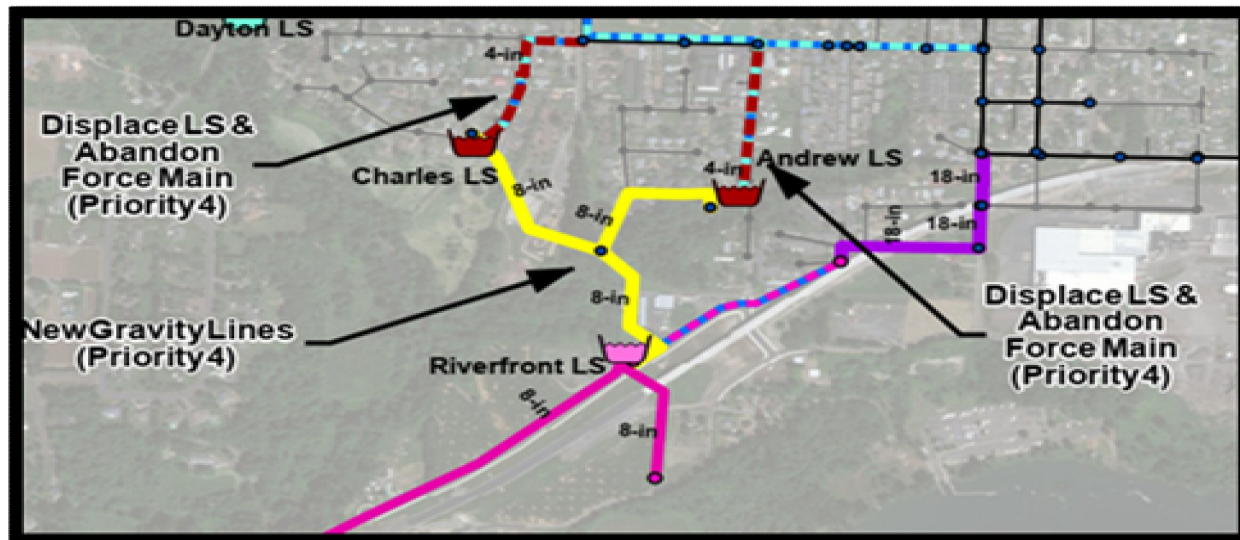 Dayton LS
4-in
Displace LS &
Abandon
Force Main
(Priority 4)
Charles LS
8-in
4-in
Andrew LS
8-in
18-in
18-in
18-in
8-in
New Gravity Lines
(Priority 4)
Riverfront LS
8-in
8-in
Displace LS &
Abandon
Force Main
(Priority 4)